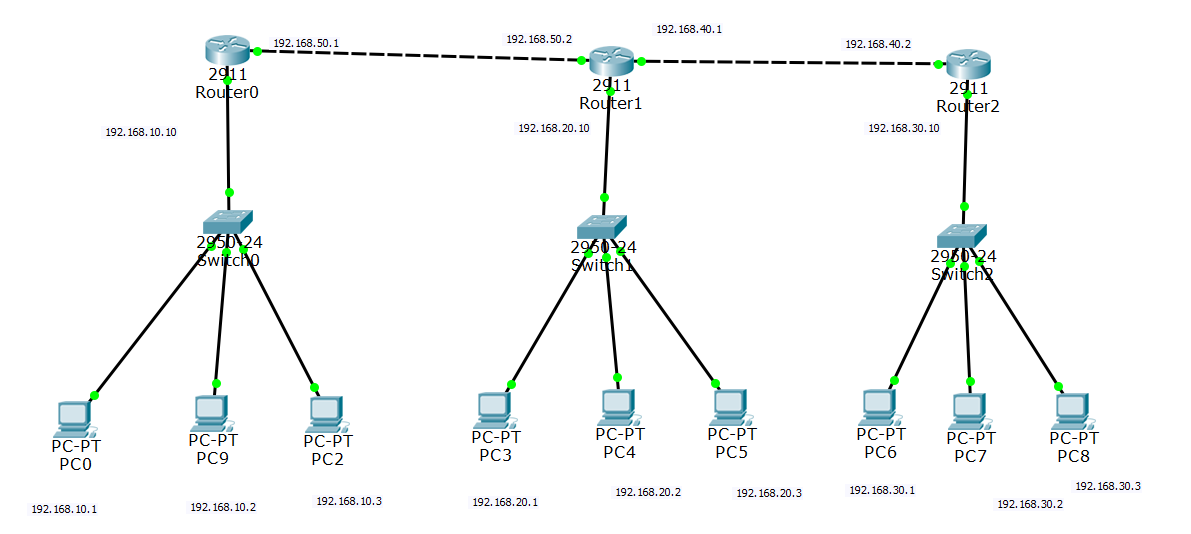 192.168.40.1
192.168.50.1
192.168.50.2
192.168.40.2
2911
Router0
2911
Router1
2911
Router2
192.168.10.10
192.168.20.10
192.168.30.10
2950-24
Switch0
2950-24
Switch1
2950-24
Switch2
PC-PT
PC0
PC-PT
PC9
PC-PT
PC2
PC-PT
PC3
PC-PT
PC4
PC-PT
PC5
PC-PT
PC6
PC-PT
PC7
PC-PT
PC8
192.168.10.1
192.168.10.2
192.168.10.3
192.168.20.1
192.168.20.2
192.168.20.3
192.168.30.1
192.168.30.2
192.168.30.3